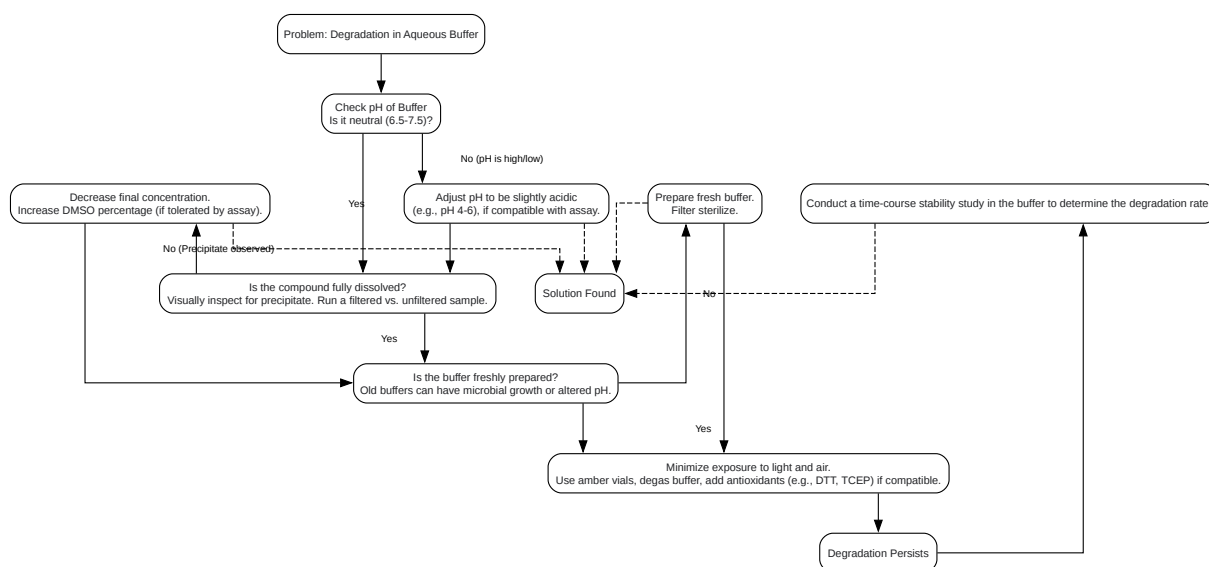 Problem: Degradation in Aqueous Buffer
Check pH of Buffer
Is it neutral (6.5-7.5)?
No (pH is high/low)
Decrease final concentration.
Increase DMSO percentage (if tolerated by assay).
Yes
Adjust pH to be slightly acidic
(e.g., pH 4-6), if compatible with assay.
Prepare fresh buffer.
Filter sterilize.
Conduct a time-course stability study in the buffer to determine the degradation rate
No (Precipitate observed)
Is the compound fully dissolved?
Visually inspect for precipitate. Run a filtered vs. unfiltered sample.
Solution Found
No
Yes
Is the buffer freshly prepared?
Old buffers can have microbial growth or altered pH.
Yes
Minimize exposure to light and air.
Use amber vials, degas buffer, add antioxidants (e.g., DTT, TCEP) if compatible.
Degradation Persists